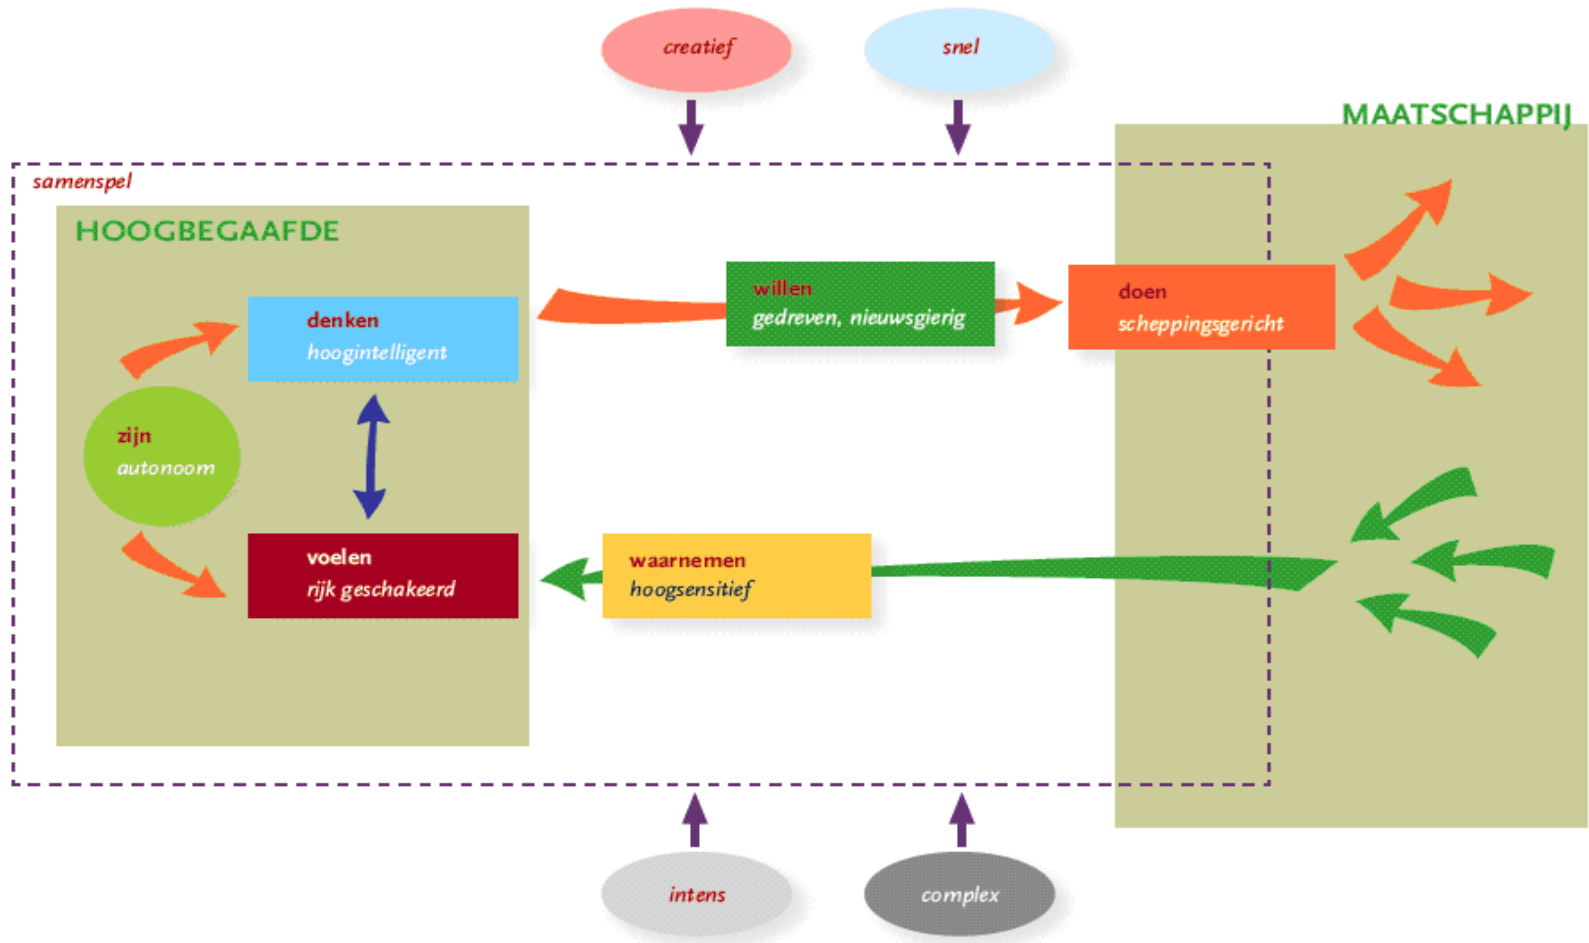 creatief
snel
MAATSCHAPPIJ
samenspel
HOOGBEGAAFDE
denken
hoogintelligent
willen
gedreven, nieuwsgierig
doen
scheppingsgericht
zijn
autonoom
voelen
rijk geschakeerd
waarnemen
hoogsensitief
intens
complex